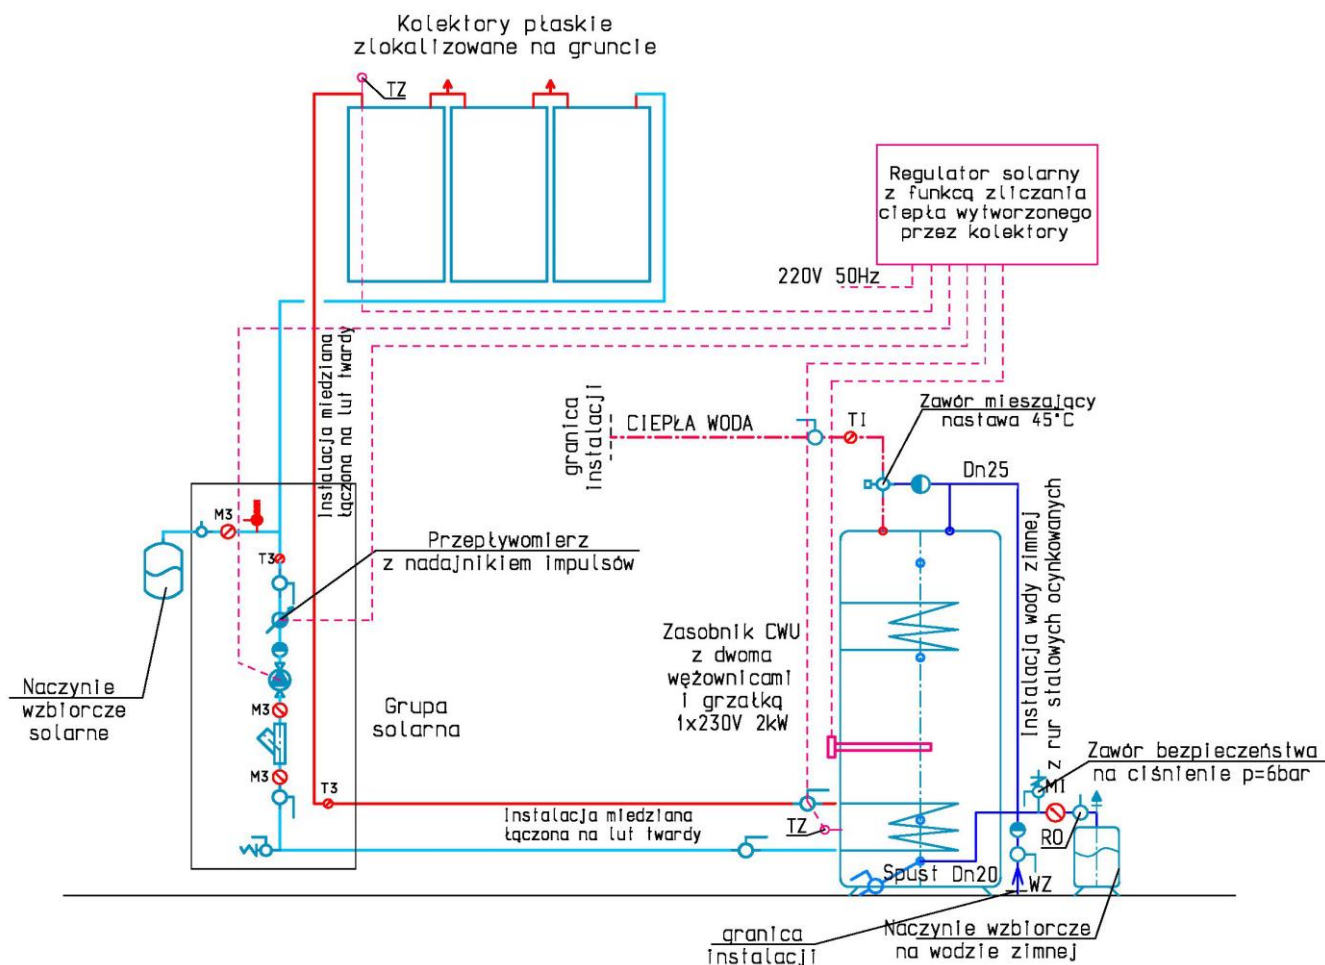 Kolektory płaskie
zlokalizowane na gruncie
TZ
Regulator solarny
z funkcą zliczania
ciepła wytworzonego
przez kolektory
220V 50Hz
Instalacja miedziana
łączona na lut twardy
granica
instalacji
CIEPŁA WODA
TI
Zawór mieszający
nastawa 45°C
Dn25
M3
T3
Przepływomierz
z nadajnikiem impulsów
Instalacja wody zimnej
z rur stalowych ocynkowanych
Zasobnik CWU
z dwoma
wężownicami
i grzałką
1x230V 2kW
Naczynie
wzbiorcze
solarne
M3
Grupa
solarna
M3
T3
Zawór bezpieczeństwa
na ciśnienie p=6bar
MI
Instalacja miedziana
łączona na lut twardy
TZ
RO
Spust Dn20
WZ
granica
instalacji
Naczynie wzbiorcze
na wodzie zimnej